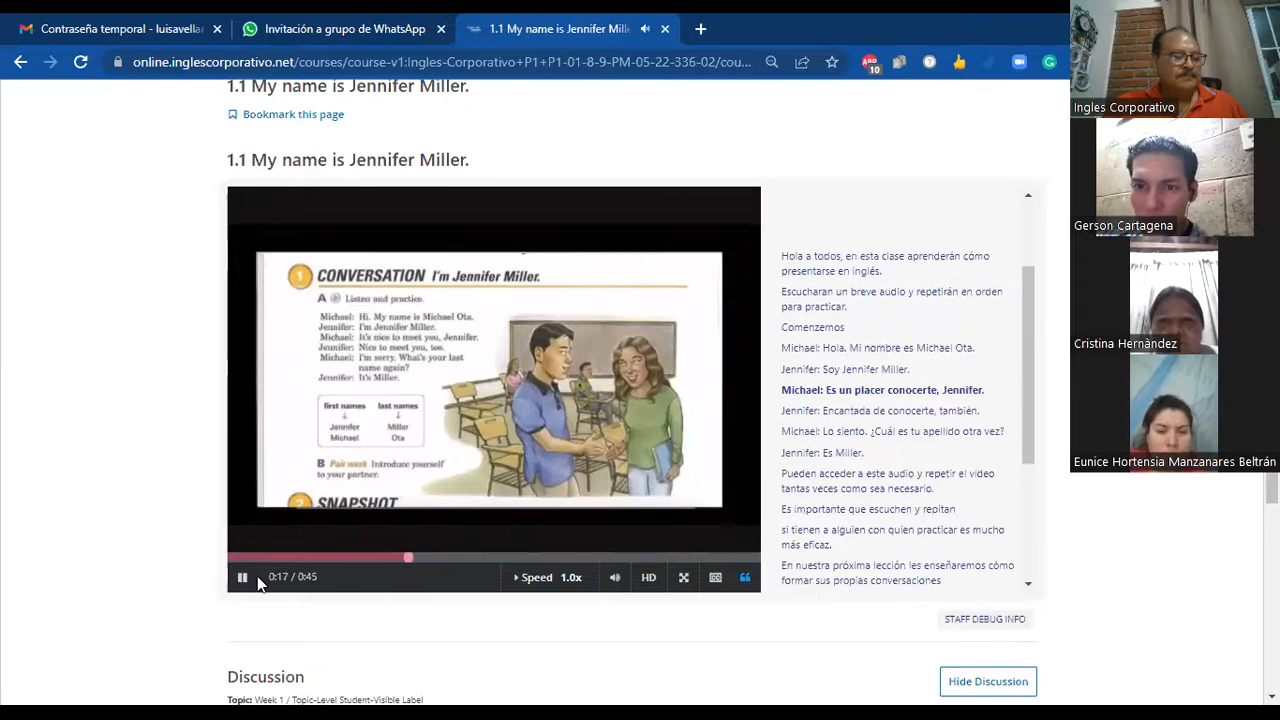 Contraseña temporal - luisavella
Invitación a grupo de WhatsApp
1.1 My name is Jennifer Mille
online.inglescorporativo.net/courses/course-v1:Ingles-Corporativo+P1+P1-01-8-9-PM-05-22-336-02/cou...
ABP
10
1.1 My name is Jennifer Miller.
Bookmark this page
1.1 My name is Jennifer Miller.
1 CONVERSATION I'm Jennifer Miller.
A Listen and practice.
Michael: Hi. My name is Michael Ota.
Jennifer: I'm Jennifer Miller.
Michael: It's nice to meet you, Jennifer.
Jennifer: Nice to meet you, too.
Michael: I'm sorry. What's your last
name again?
Jennifer: It's Miller.
first names last names
Jennifer Miller
Michael Ota
B Pair work Introduce yourself
to your partner.
2 SNAPSHOT
0:17 / 0:45
Speed 1.0x
HD
Hola a todos, en esta clase aprenderán cómo
presentarse en inglés.
Escucharan un breve audio y repetirán en orden
para practicar.
Comenzemos
Michael: Hola. Mi nombre es Michael Ota.
Jennifer: Soy Jennifer Miller.
Michael: Es un placer conocerte, Jennifer.
Jennifer: Encantada de conocerte, también.
Michael: Lo siento. ¿Cuál es tu apellido otra vez?
Jennifer: Es Miller.
Pueden acceder a este audio y repetir el video
tantas veces como sea necesario.
Es importante que escuchen y repitan
si tienen a alguien con quien practicar es mucho
más eficaz.
En nuestra próxima lección les enseñaremos cómo
formar sus propias conversaciones
STAFF DEBUG INFO
Discussion
Topic: Week 1 / Topic-Level Student-Visible Label
Hide Discussion
Ingles Corporativo
Gerson Cartagena
Cristina Hernàndez
Eunice Hortensia Manzanares Beltrán